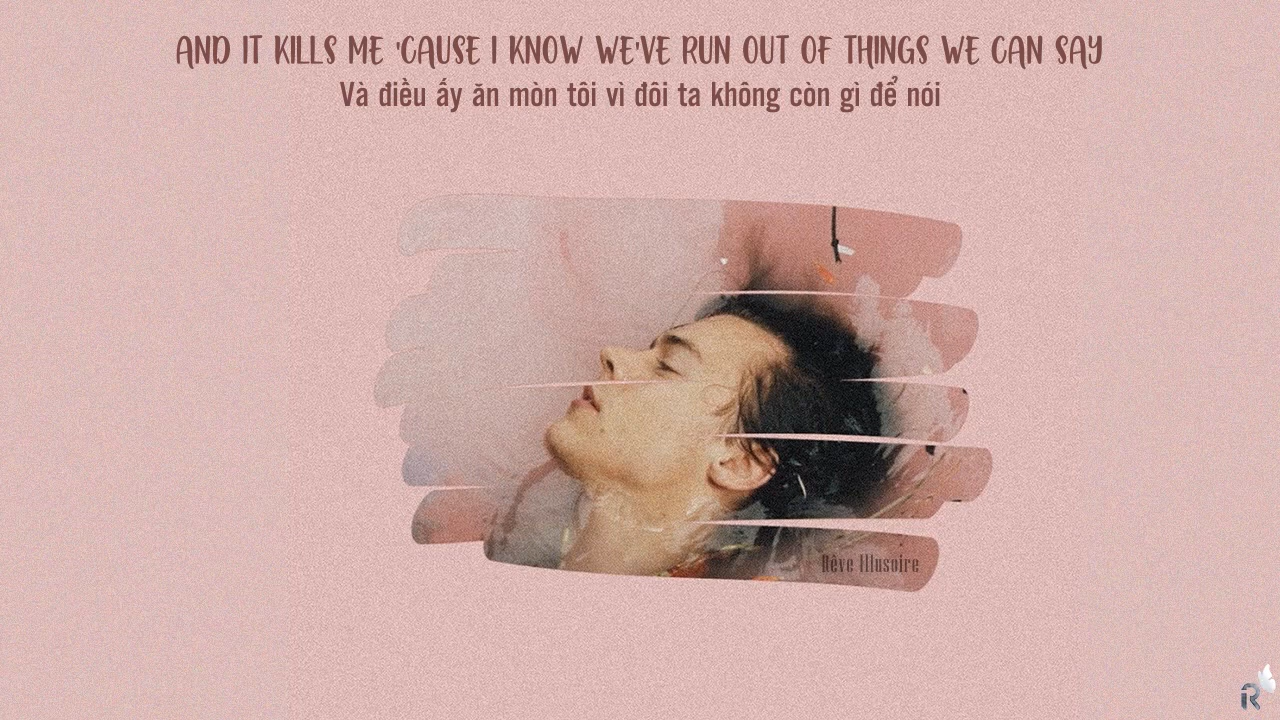 AND IT KILLS ME 'CAUSE I KNOW WE'VE RUN OUT OF THINGS WE CAN SAY
Và điều ấy ăn mòn tôi vì đôi ta không còn gì để nói
Rêve Illusoire
R